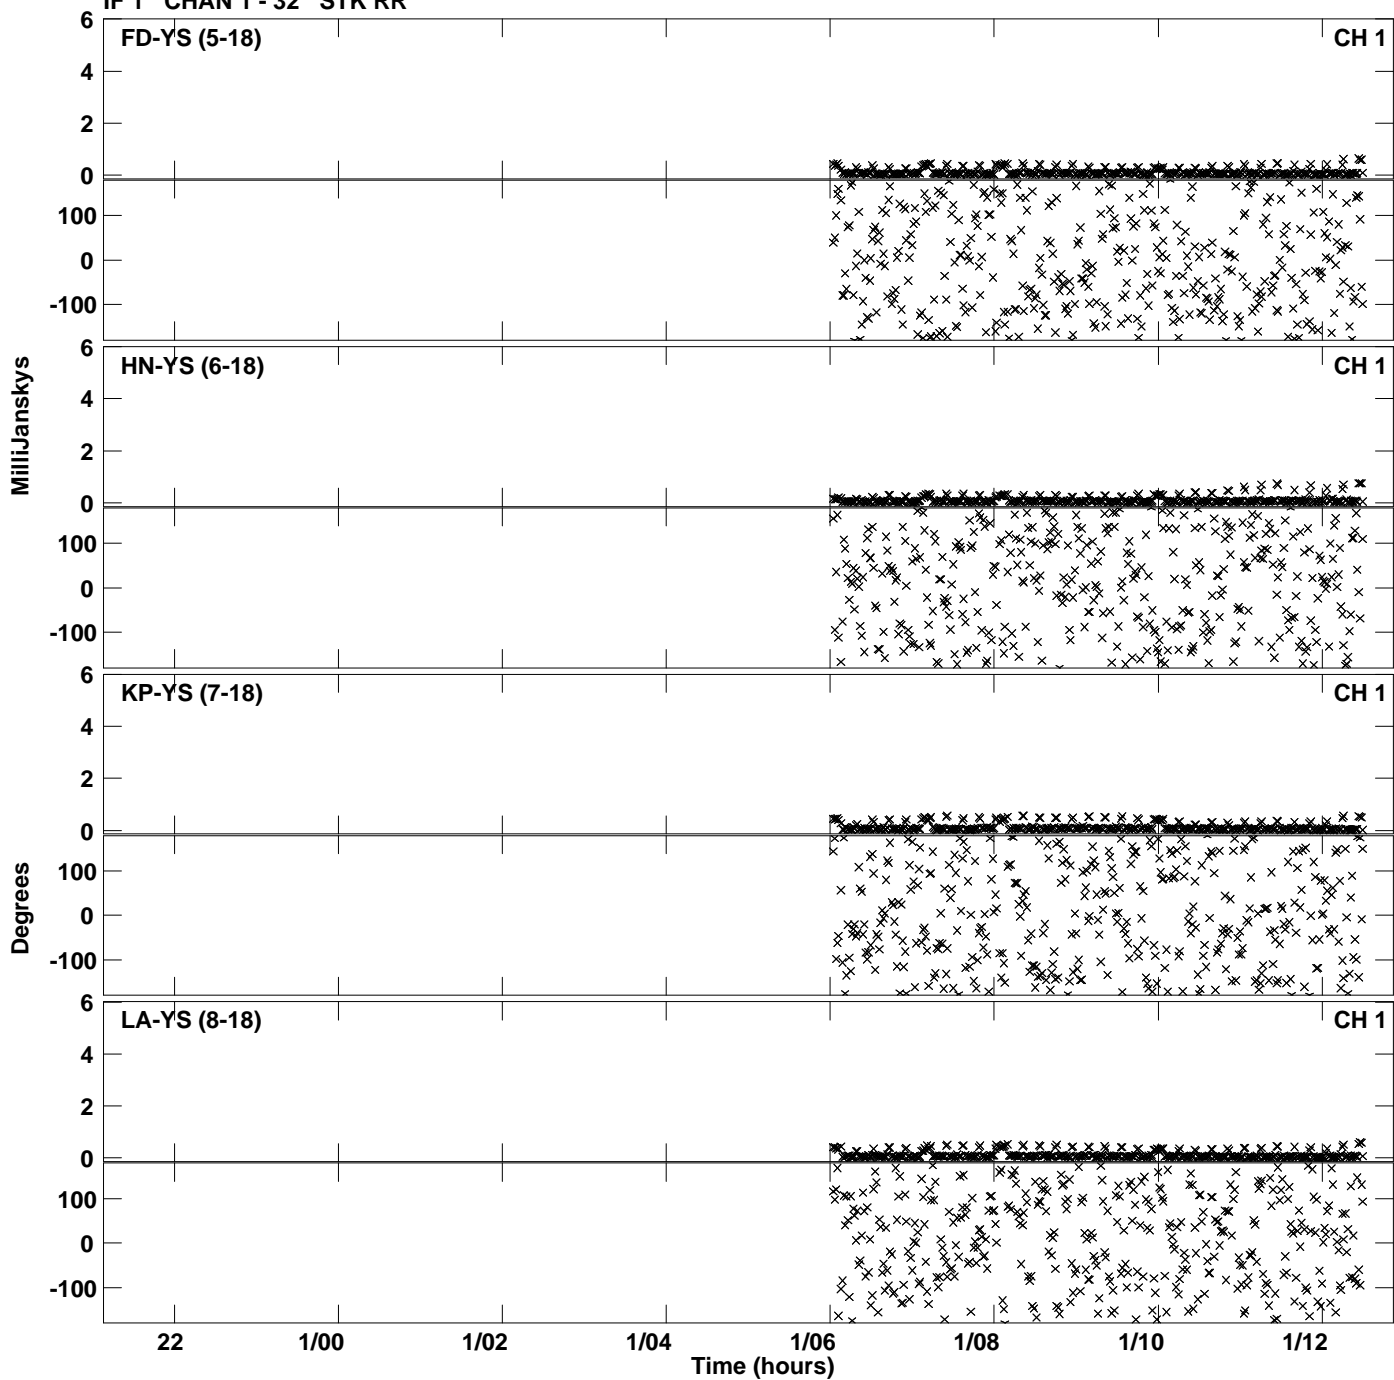 IF 1 CHAN 1 - 32 STK RR
6
FD-YS (5-18)
CH 1
4
2
0
100
0
-100
6
HN-YS (6-18)
CH 1
4
2
0
100
0
-100
MilliJanskys
6
KP-YS (7-18)
CH 1
4
2
0
100
0
-100
Degrees
6
LA-YS (8-18)
CH 1
4
2
0
100
0
-100
22 1/00 1/02 1/04 1/06 1/08 1/10 1/12
Time (hours)